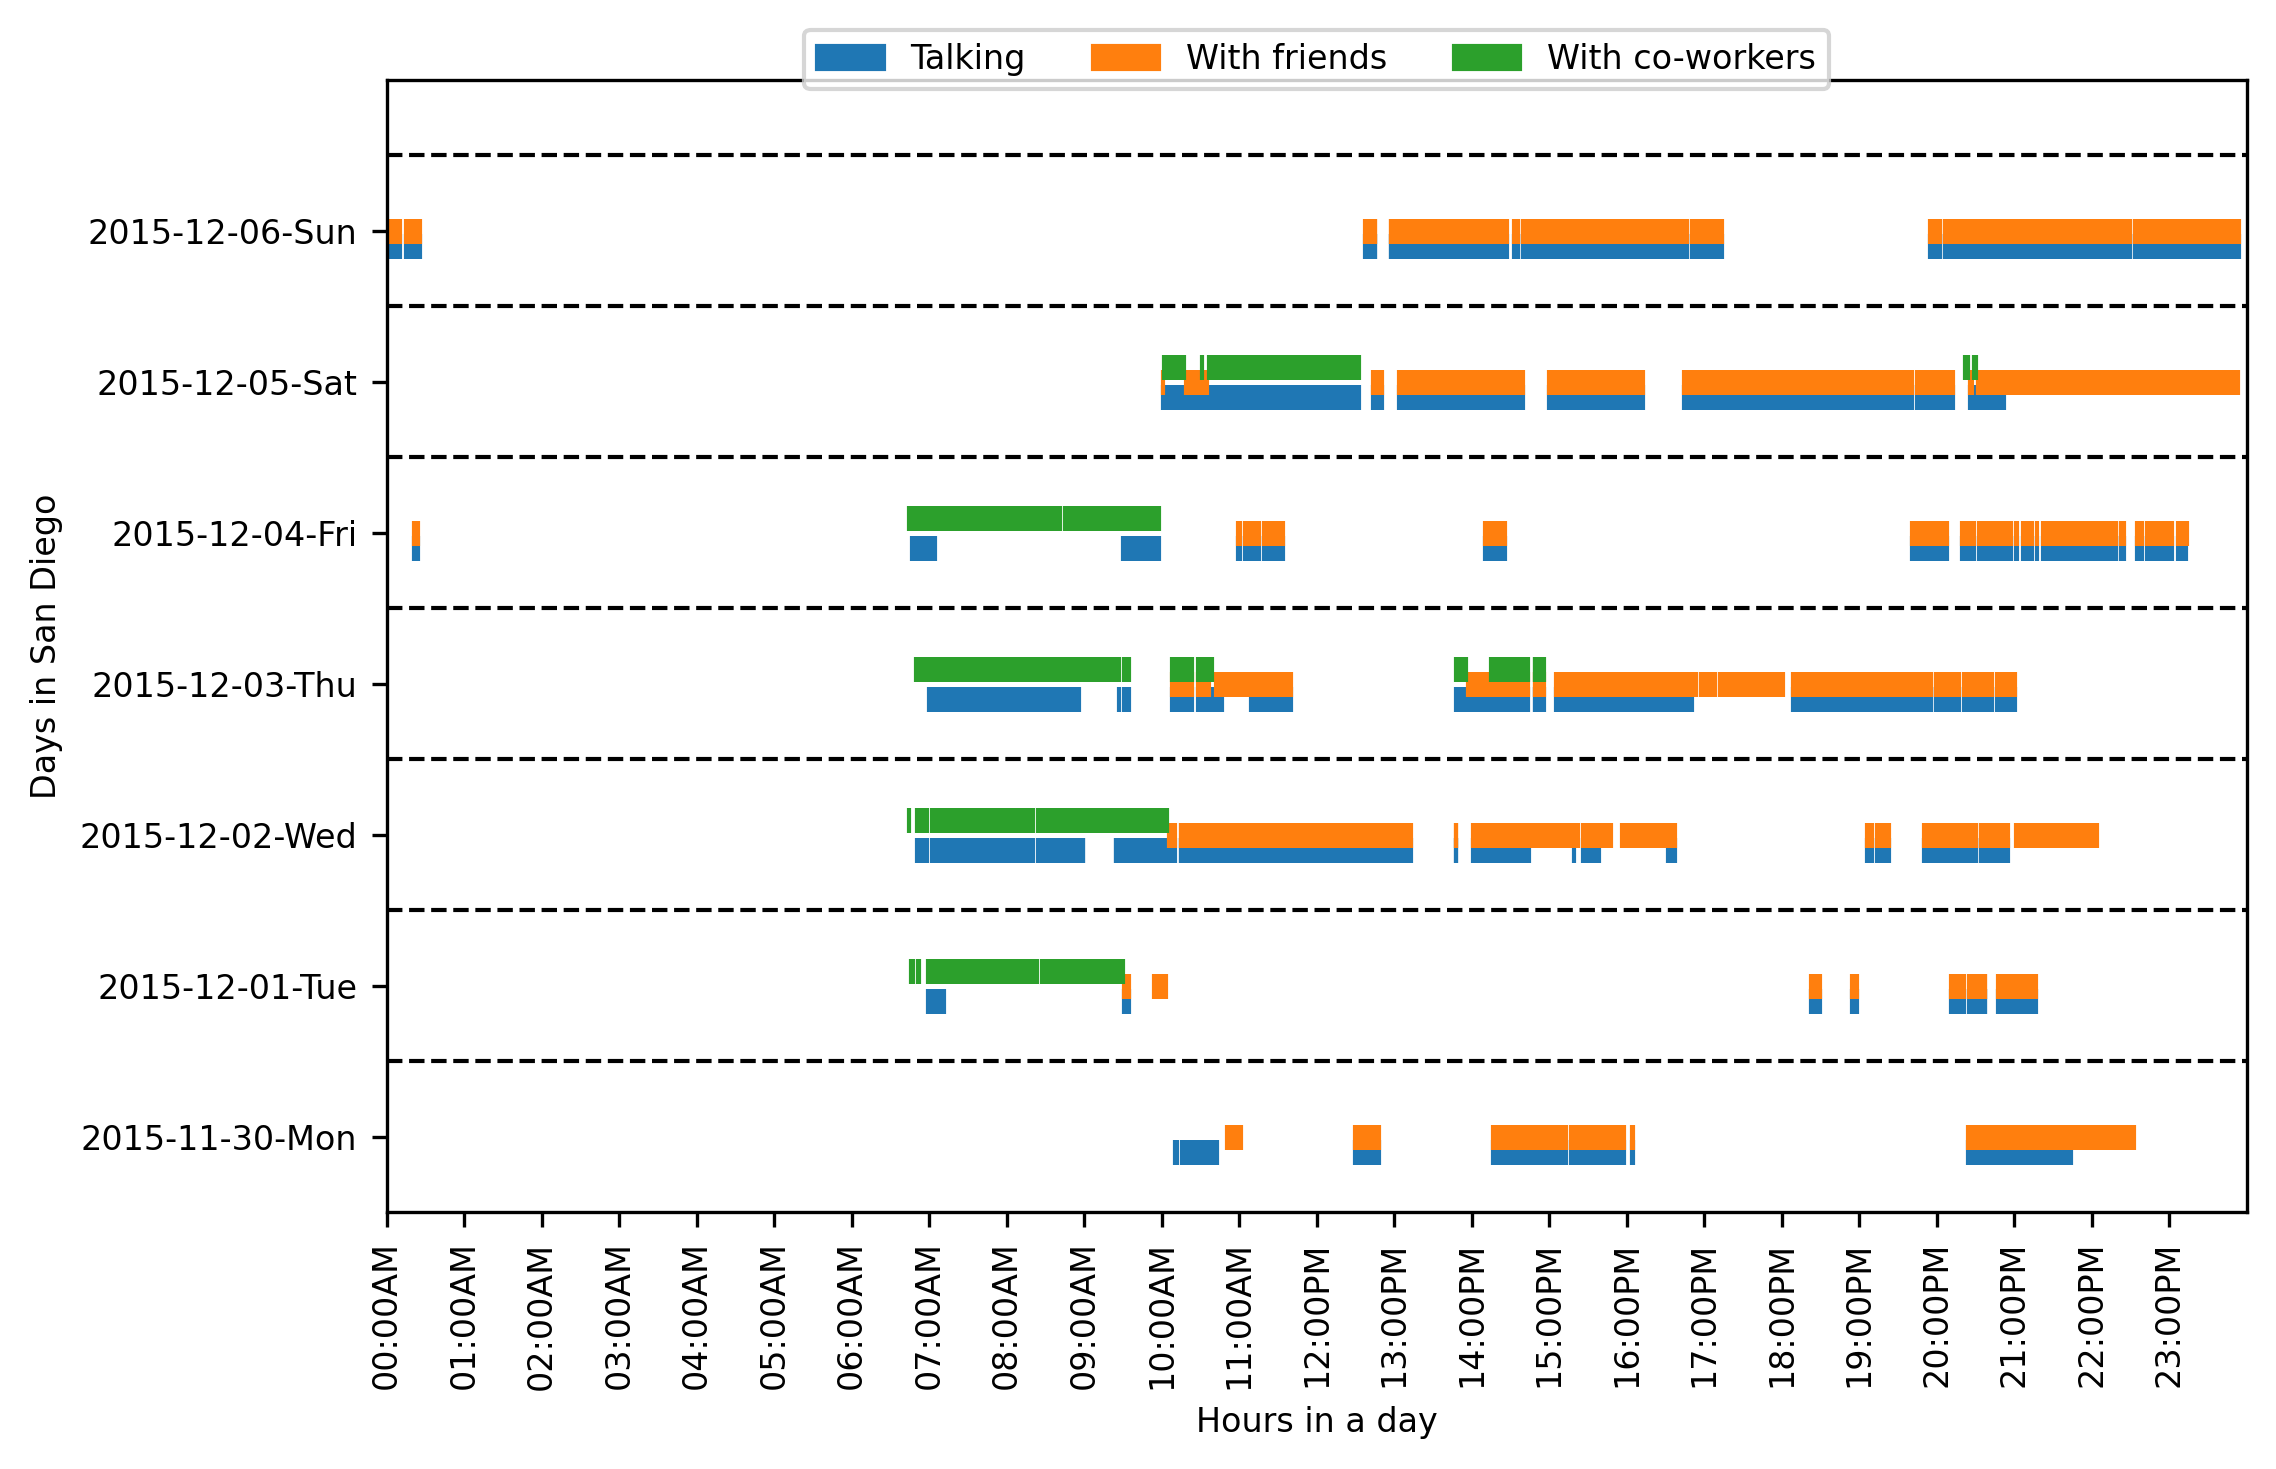 Talking With friends With co-workers
Days in San Diego
2015-12-06-Sun
2015-12-05-Sat
2015-12-04-Fri
2015-12-03-Thu
2015-12-02-Wed
2015-12-01-Tue
2015-11-30-Mon
00:00AM
01:00AM
02:00AM
03:00AM
04:00AM
05:00AM
06:00AM
07:00AM
08:00AM
09:00AM
10:00AM
11:00AM
12:00PM
13:00PM
14:00PM
15:00PM
16:00PM
17:00PM
18:00PM
19:00PM
20:00PM
21:00PM
22:00PM
23:00PM
Hours in a day